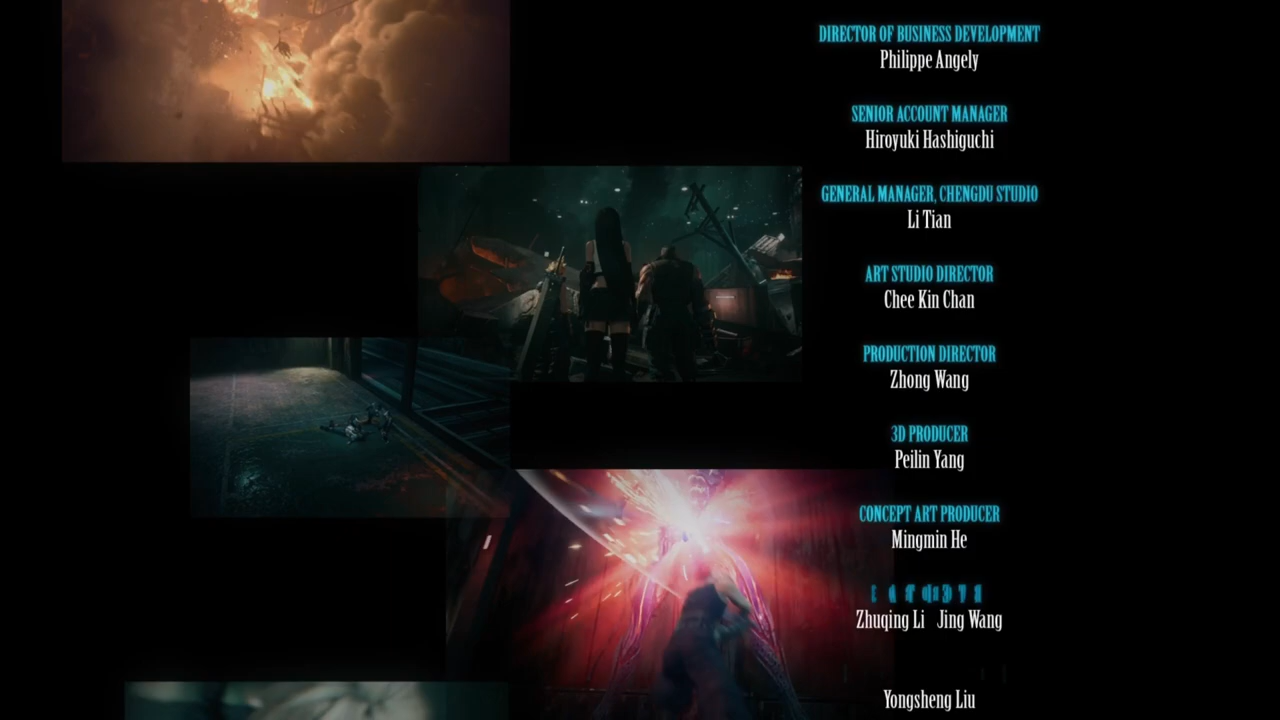 DIRECTOR OF BUSINESS DEVELOPMENT
Philippe Angely
SENIOR ACCOUNT MANAGER
Hiroyuki Hashiguchi
GENERAL MANAGER, CHENGDU STUDIO
Li Tian
ART STUDIO DIRECTOR
Chee Kin Chan
PRODUCTION DIRECTOR
Zhong Wang
3D PRODUCER
Peilin Yang
CONCEPT ART PRODUCER
Mingmin He
Zhuqing Li Jing Wang
Yongsheng Liu